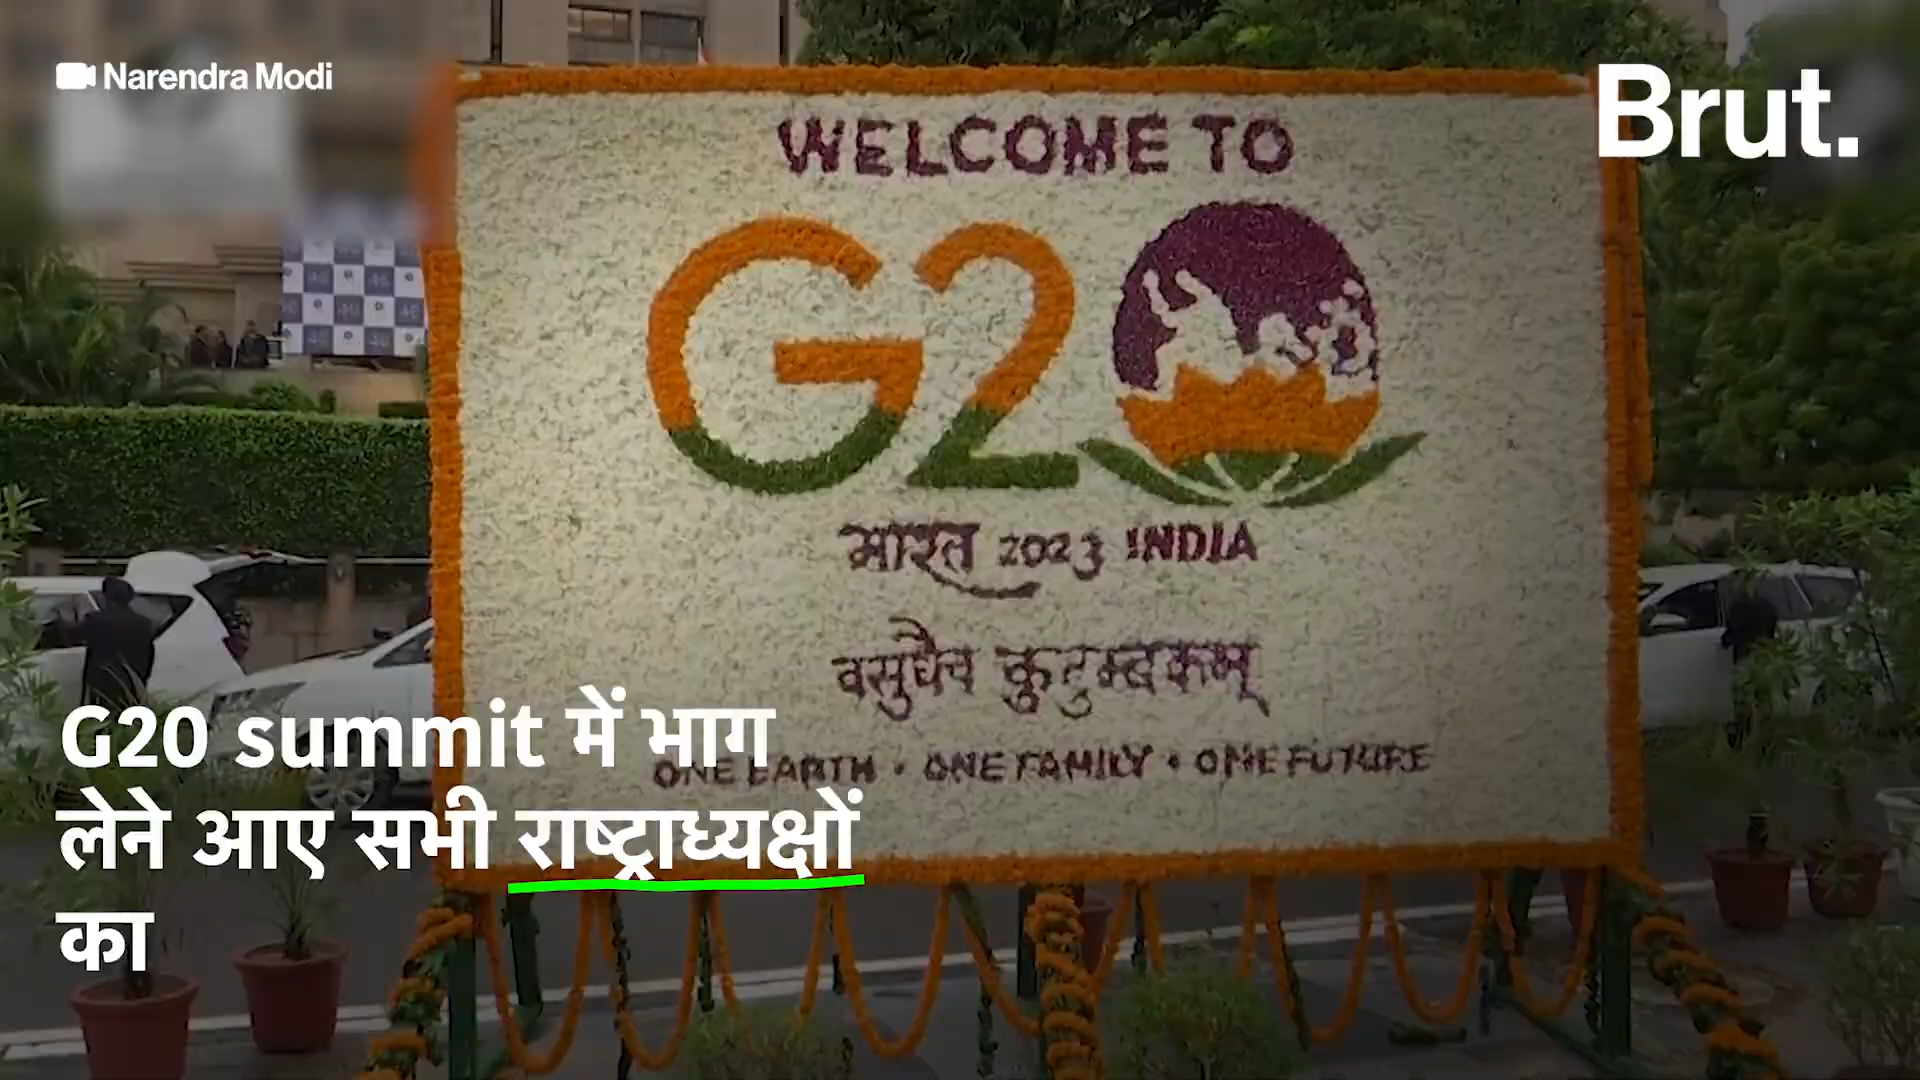 Narendra Modi
Brut.
WELCOME TO
G20
भारत 2023 INDIA
वसुधैव कुटुम्बकम्
ONE EARTH • ONE FAMILY • ONE FUTURE
G20 summit में भाग
लेने आए सभी राष्ट्राध्यक्षों
का